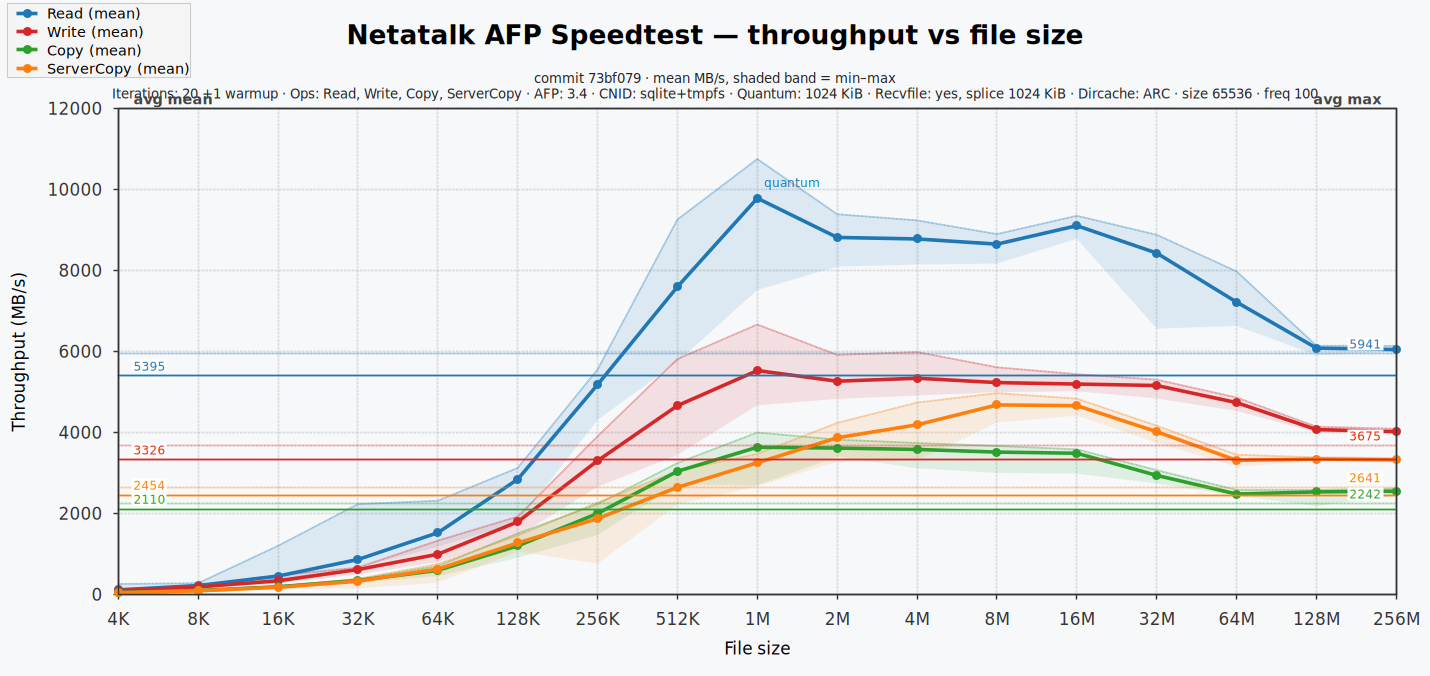 Read (mean)
Write (mean)
Copy (mean)
ServerCopy (mean)
Netatalk AFP Speedtest — throughput vs file size
commit 73bf079 · mean MB/s, shaded band = min–max
Iterations: 20 +1 warmup · Ops: Read, Write, Copy, ServerCopy · AFP: 3.4 · CNID: sqlite+tmpfs · Quantum: 1024 KiB · Recvfile: yes, splice 1024 KiB · Dircache: ARC · size 65536 · freq 100
avg mean
avg max
12000
10000
8000
6000
4000
2000
0
Throughput (MB/s)
quantum
5395
5941
3326
3675
2454
2641
2110
2242
4K 8K 16K 32K 64K 128K 256K 512K 1M 2M 4M 8M 16M 32M 64M 128M 256M
File size